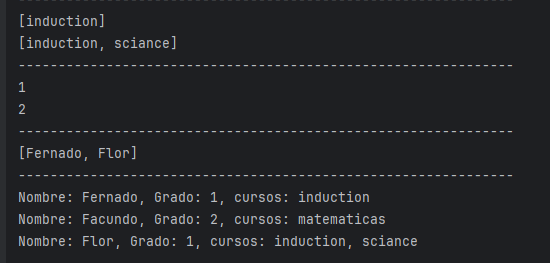 -------------------------------------------------------------
[induction]
[induction, sciance]
-------------------------------------------------------------
1
2
-------------------------------------------------------------
[Fernado, Flor]
-------------------------------------------------------------
Nombre: Fernado, Grado: 1, cursos: induction
Nombre: Facundo, Grado: 2, cursos: matematicas
Nombre: Flor, Grado: 1, cursos: induction, sciance